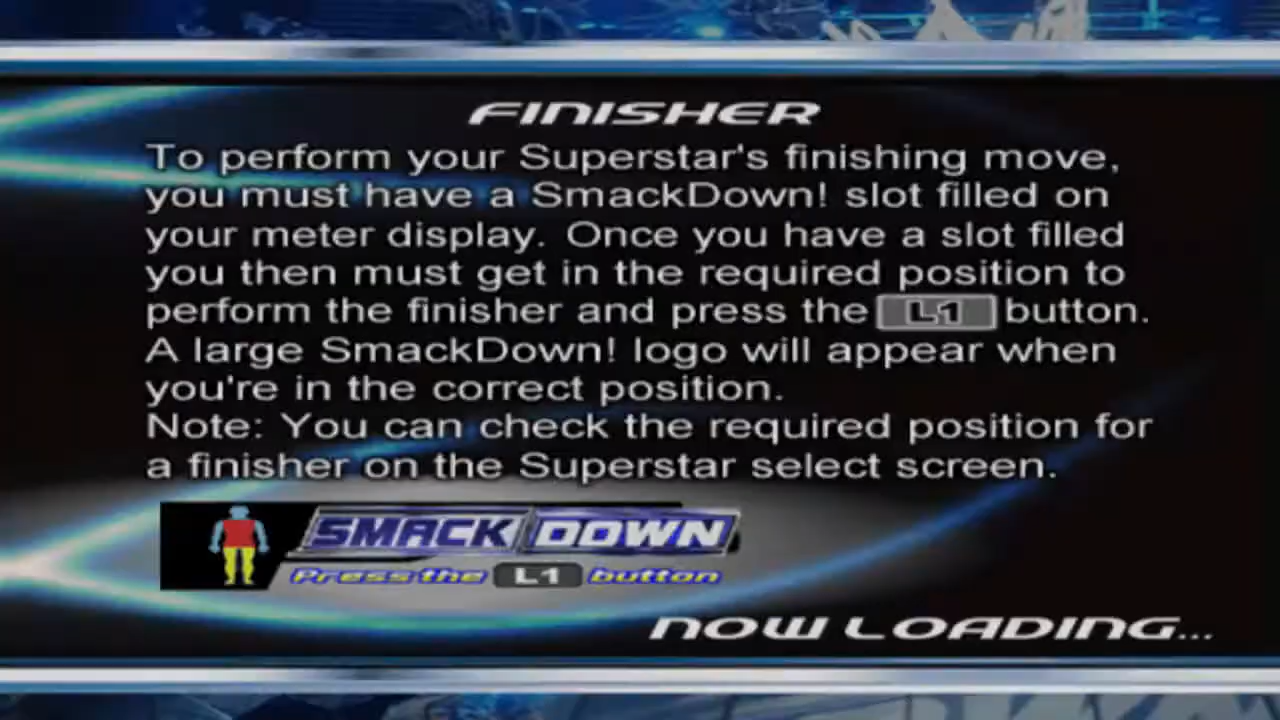 FINISHER
To perform your Superstar's finishing move,
you must have a SmackDown! slot filled on
your meter display. Once you have a slot filled
you then must get in the required position to
perform the finisher and press the L1 button.
A large SmackDown! logo will appear when
you're in the correct position.
Note: You can check the required position for
a finisher on the Superstar select screen.
SMACK DOWN
Press the L1 button
NOW LOADING...